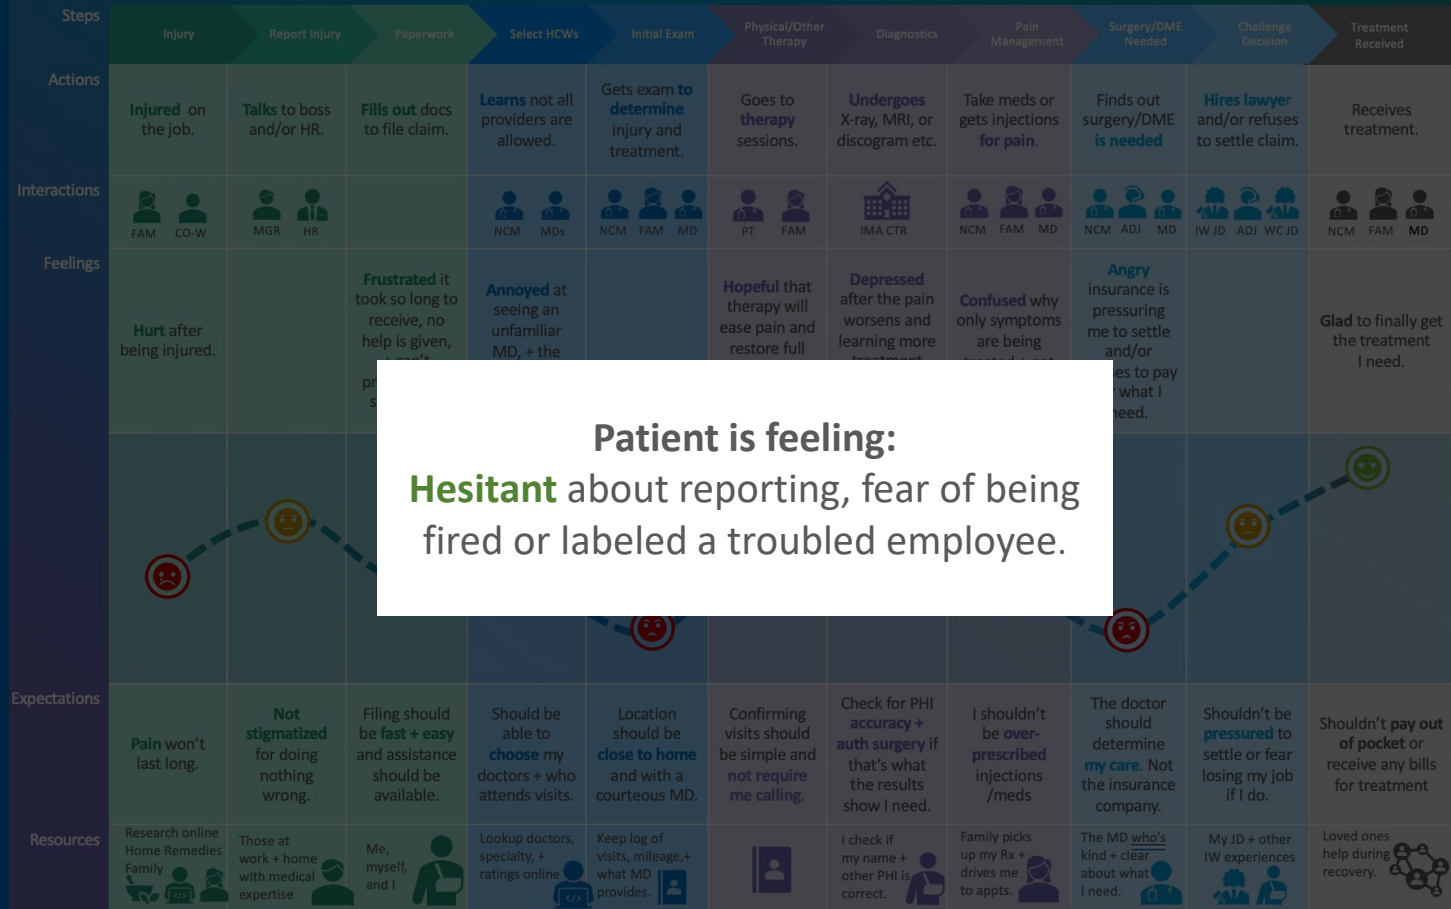 Steps
Injury
Report Injury
Paperwork
Select HCWs
Initial Exam
Physical/Other
Therapy
Diagnostics
Pain
Management
Surgery/DME
Needed
Challenge
Decision
Treatment
Received
Actions
Injured on
the job.
Talks to boss
and/or HR.
Fills out docs
to file claim.
Learns not all
providers are
allowed.
Gets exam to
determine
injury and
treatment.
Goes to
therapy
sessions.
Undergoes
X-ray, MRI, or
discogram etc.
Take meds or
gets injections
for pain.
Finds out
surgery/DME
is needed
Hires lawyer
and/or refuses
to settle claim.
Receives
treatment.
Interactions
FAM CO-W
MGR HR
NCM MDs
NCM FAM MD
PT FAM
IMA CTR
NCM FAM MD
NCM ADJ MD
IW JD ADJ WC JD
NCM FAM MD
Feelings
Hurt after
being injured.
Frustrated it
took so long to
receive, no
help is given,
Annoyed at
seeing an
unfamiliar
MD, + the
Hopeful that
therapy will
ease pain and
restore full
Depressed
after the pain
worsens and
learning more
Confused why
only symptoms
are being
Angry
insurance is
pressuring
me to settle
and/or
to pay
what I
need.
Glad to finally get
the treatment
I need.
Patient is feeling:
Hesitant about reporting, fear of being
fired or labeled a troubled employee.
Expectations
Pain won't
last long.
Not
stigmatized
for doing
nothing
wrong.
Filing should
be fast + easy
and assistance
should be
available.
Should be
able to
choose my
doctors + who
attends visits.
Location
should be
close to home
and with a
courteous MD.
Confirming
visits should
be simple and
not require
me calling.
Check for PHI
accuracy +
auth surgery if
that's what
the results
show I need.
I shouldn't
be over-
prescribed
injections
/meds
The doctor
should
determine
my care. Not
the insurance
company.
Shouldn't be
pressured to
settle or fear
losing my job
if I do.
Shouldn't pay out
of pocket or
receive any bills
for treatment
Resources
Research online
Home Remedies
Family
Those at
work + home
with medical
expertise
Me,
myself,
and I
Lookup doctors,
specialty, +
ratings online
Keep log of
visits, mileage,+
what MD
provides.
I check if
my name +
other PHI is
correct.
Family picks
up my Rx +
drives me
to appts.
The MD who's
kind + clear
about what
I need.
My JD + other
IW experiences
Loved ones
help during
recovery.